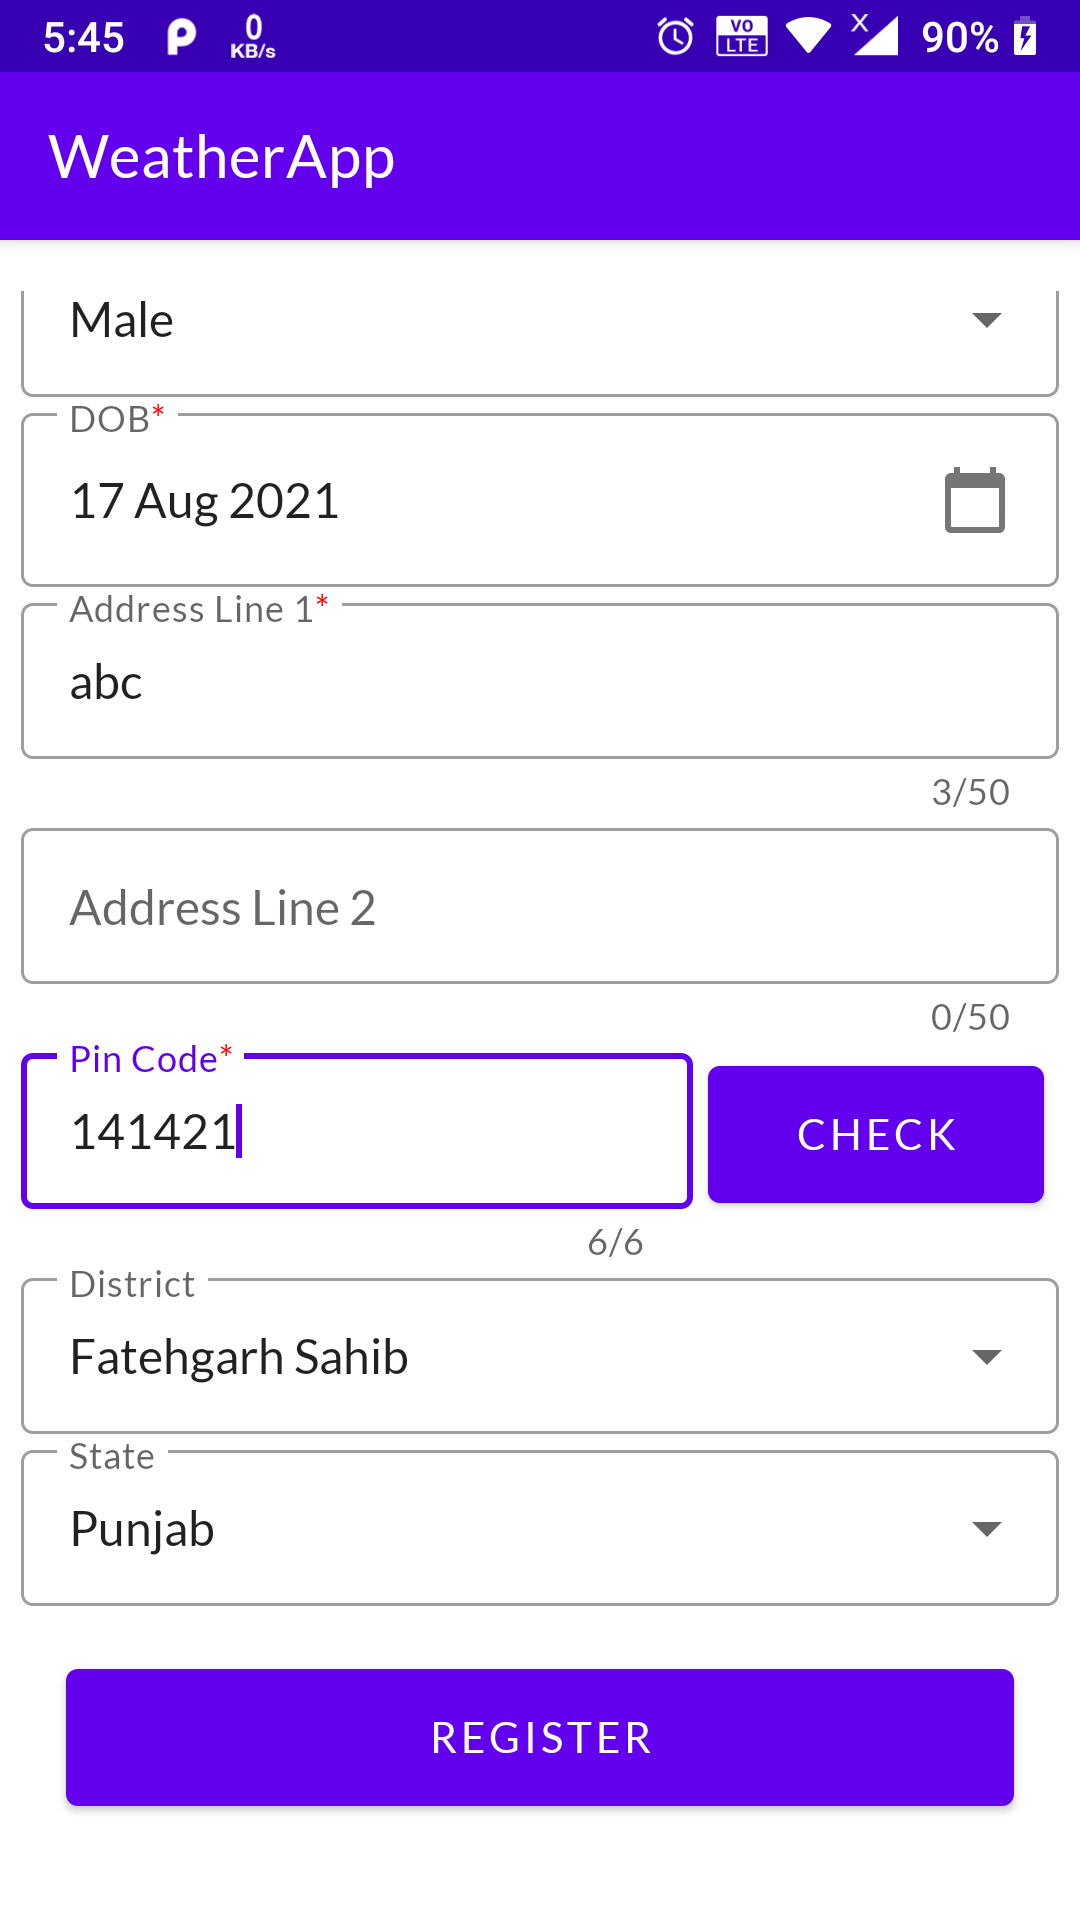 5:45 P 0 KB/s VO LTE X 90%
WeatherApp
Male
DOB*
17 Aug 2021
Address Line 1*
abc
3/50
Address Line 2
0/50
Pin Code*
141421
CHECK
6/6
District
Fatehgarh Sahib
State
Punjab
REGISTER